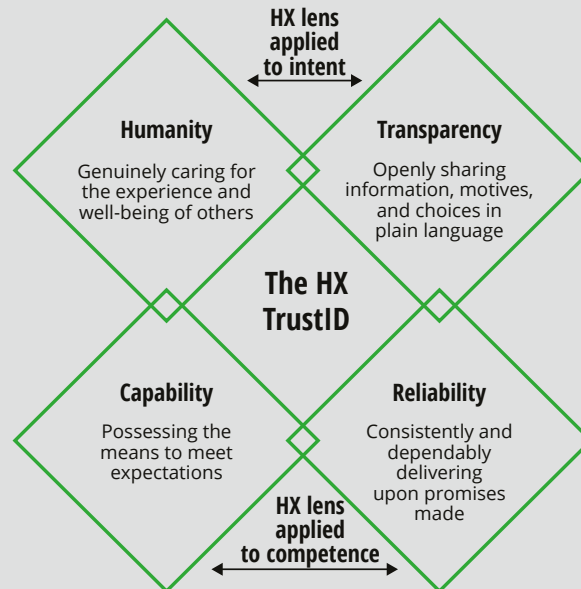 HX lens
applied
to intent
Humanity
Genuinely caring for
the experience and
well-being of others
Transparency
Openly sharing
information, motives,
and choices in
plain language
The HX
TrustID
Capability
Possessing the
means to meet
expectations
Reliability
Consistently and
dependably
delivering
upon promises
made
HX lens
applied
to competence